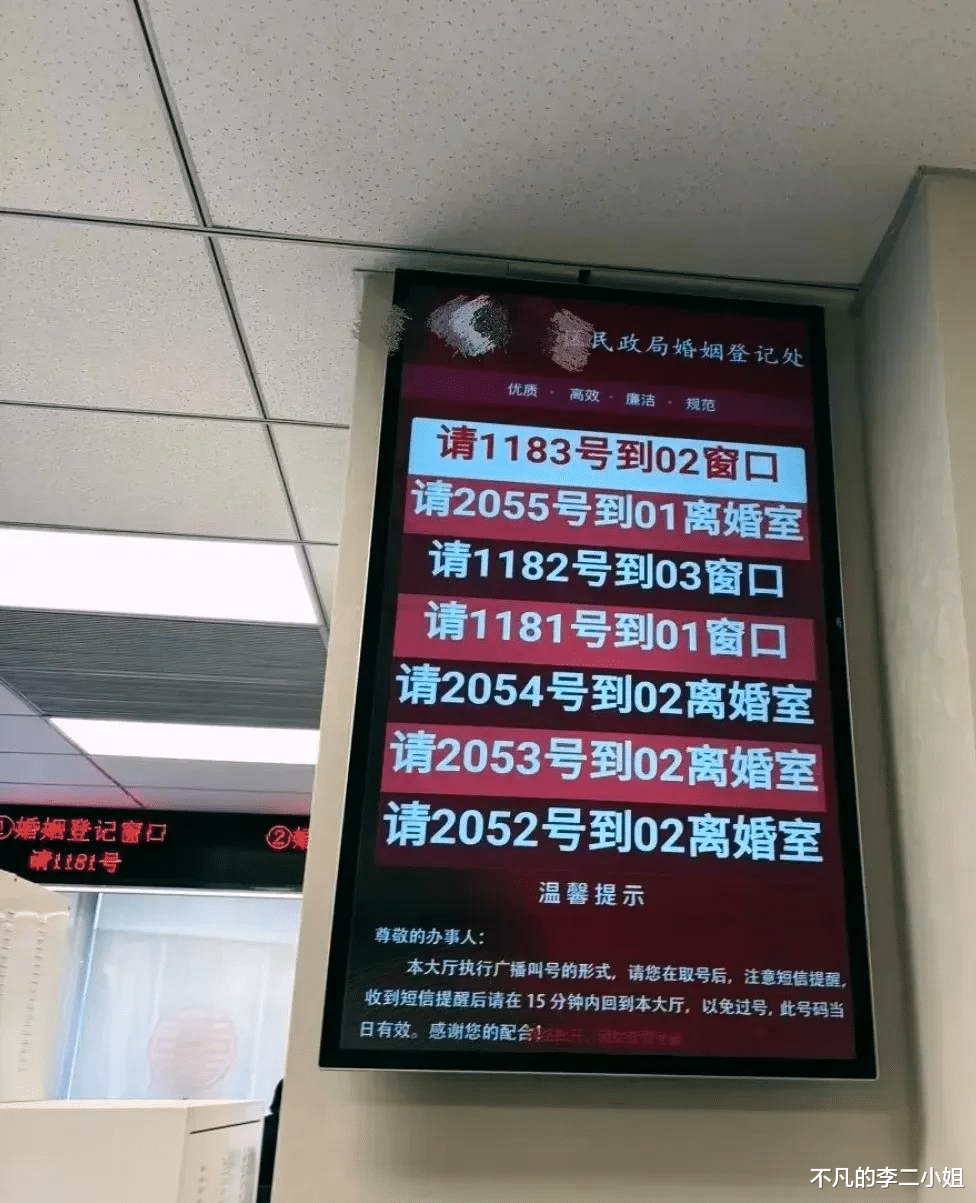 区民政局婚姻登记处
优质 · 高效 · 廉洁 · 规范
请1183号到02窗口
请2055号到01离婚室
请1182号到03窗口
请1181号到01窗口
请2054号到02离婚室
请2053号到02离婚室
请2052号到02离婚室
温馨提示
尊敬的办事人：
本大厅执行广播叫号的形式，请您在取号后，注意短信提醒，
收到短信提醒后请在 15 分钟内回到本大厅，以免过号，此号码当
日有效。感谢您的配合！
①婚姻登记窗口
请1181号
②婚
不凡的李二小姐